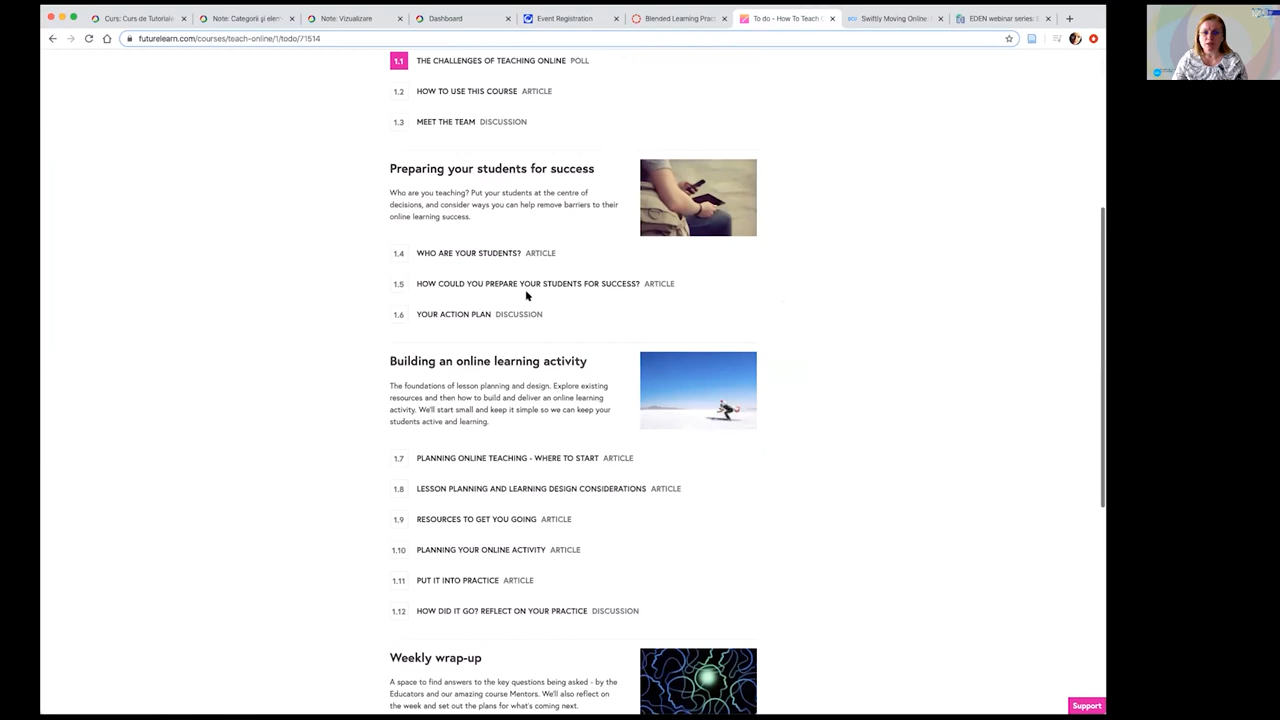 Curs: Curs de Tutoriale
Note: Categorii și elem
Note: Vizualizare
Dashboard
Event Registration
Blended Learning Pract
To do - How To Teach O
Swiftly Moving Online:
EDEN webinar series: E
futurelearn.com/courses/teach-online/1/todo/71514
1.1 THE CHALLENGES OF TEACHING ONLINE POLL
1.2 HOW TO USE THIS COURSE ARTICLE
1.3 MEET THE TEAM DISCUSSION
Preparing your students for success
Who are you teaching? Put your students at the centre of
decisions, and consider ways you can help remove barriers to their
online learning success.
1.4 WHO ARE YOUR STUDENTS? ARTICLE
1.5 HOW COULD YOU PREPARE YOUR STUDENTS FOR SUCCESS? ARTICLE
1.6 YOUR ACTION PLAN DISCUSSION
Building an online learning activity
The foundations of lesson planning and design. Explore existing
resources and then how to build and deliver an online learning
activity. We'll start small and keep it simple so we can keep your
students active and learning.
1.7 PLANNING ONLINE TEACHING - WHERE TO START ARTICLE
1.8 LESSON PLANNING AND LEARNING DESIGN CONSIDERATIONS ARTICLE
1.9 RESOURCES TO GET YOU GOING ARTICLE
1.10 PLANNING YOUR ONLINE ACTIVITY ARTICLE
1.11 PUT IT INTO PRACTICE ARTICLE
1.12 HOW DID IT GO? REFLECT ON YOUR PRACTICE DISCUSSION
Weekly wrap-up
A space to find answers to the key questions being asked - by the
Educators and our amazing course Mentors. We'll also reflect on
the week and set out the plans for what's coming next.
Support